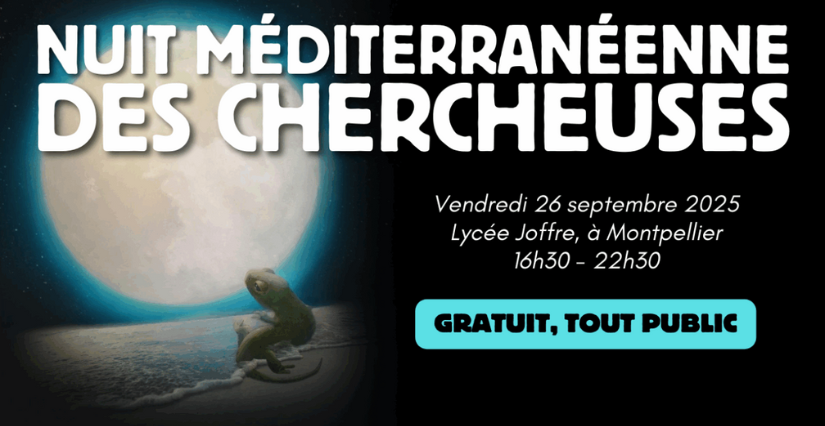 NUIT MÉDITERRANÉENNE
DES CHERCHEUSES
Vendredi 26 septembre 2025
Lycée Joffre, à Montpellier
16h30 - 22h30
GRATUIT, TOUT PUBLIC